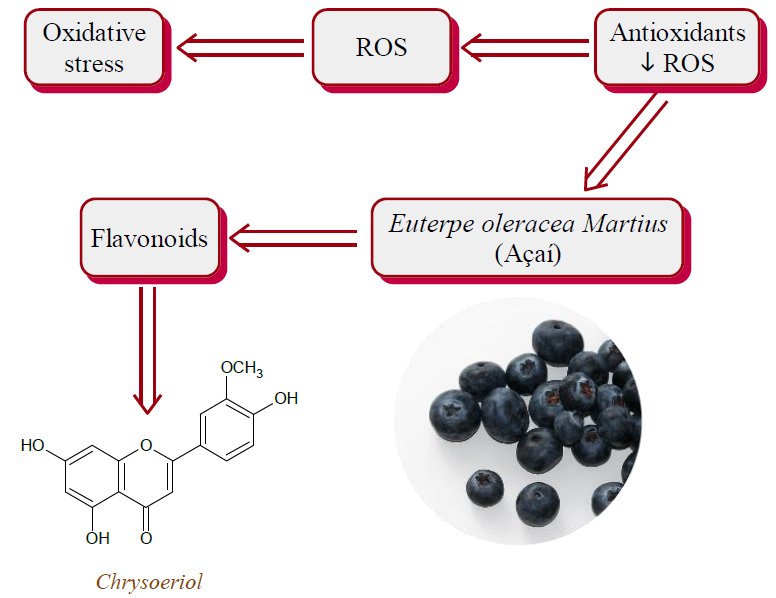 Oxidative
stress
ROS
Antioxidants
↓ ROS
Flavonoids
Euterpe oleracea Martius
(Açaí)
OCH₃
OH
HO
O
OH
O
Chrysoeriol